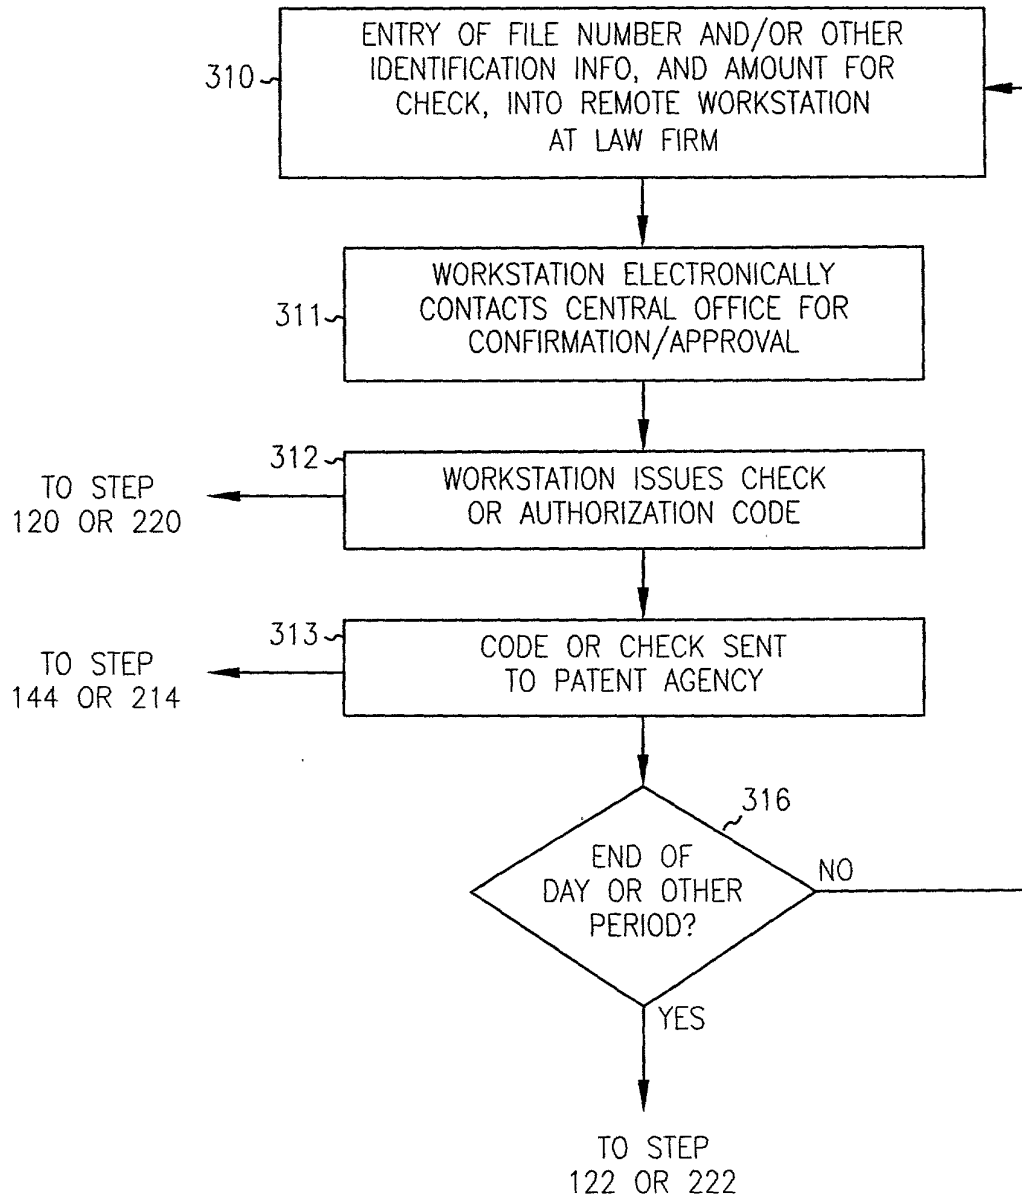 ENTRY OF FILE NUMBER AND/OR OTHER
IDENTIFICATION INFO, AND AMOUNT FOR
CHECK, INTO REMOTE WORKSTATION
AT LAW FIRM
310
WORKSTATION ELECTRONICALLY
CONTACTS CENTRAL OFFICE FOR
CONFIRMATION/APPROVAL
311
312
WORKSTATION ISSUES CHECK
OR AUTHORIZATION CODE
TO STEP
120 OR 220
313
CODE OR CHECK SENT
TO PATENT AGENCY
TO STEP
144 OR 214
316
END OF
DAY OR OTHER
PERIOD?
NO
YES
TO STEP
122 OR 222